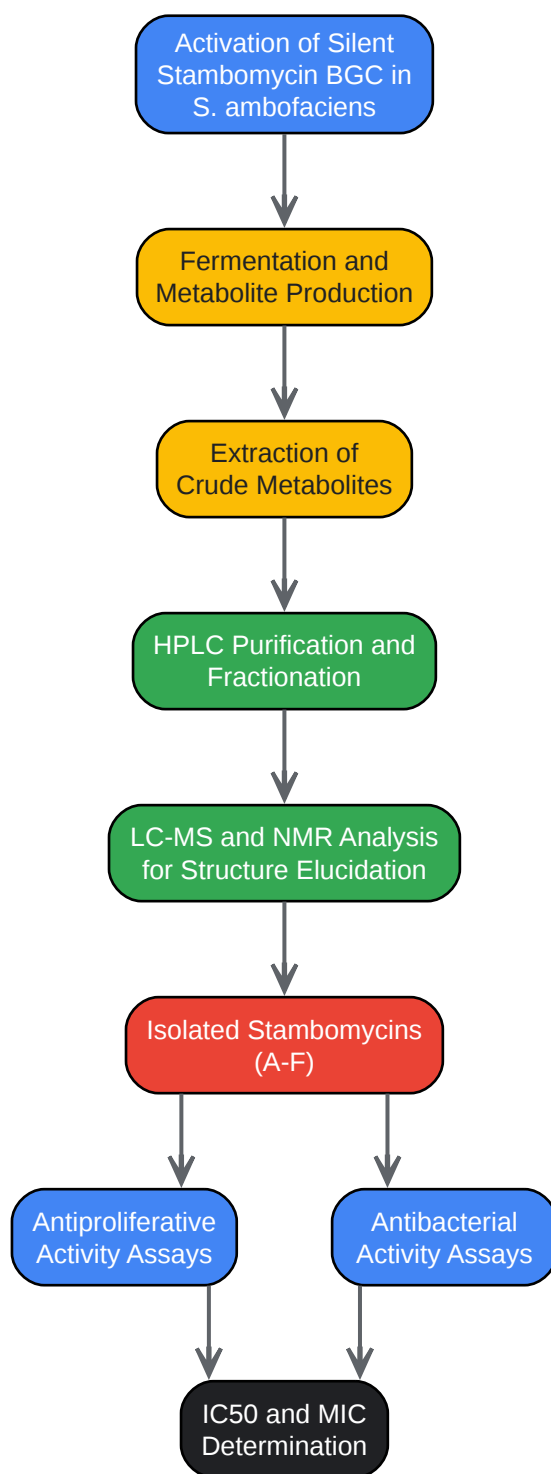 Activation of Silent
Stambomycin BGC in
S. ambofaciens
Fermentation and
Metabolite Production
Extraction of
Crude Metabolites
HPLC Purification and
Fractionation
LC-MS and NMR Analysis
for Structure Elucidation
Isolated Stambomycins
(A-F)
Antiproliferative
Activity Assays
Antibacterial
Activity Assays
IC50 and MIC
Determination